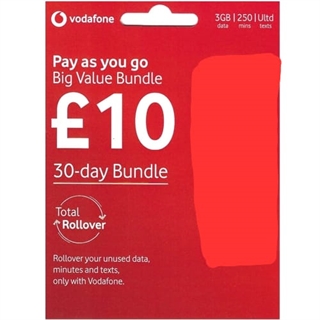 vodafone
3GB | 250 | Ultd
data mins texts
Pay as you go
Big Value Bundle
£10
30-day Bundle
Total
Rollover
Rollover your unused data,
minutes and texts,
only with Vodafone.